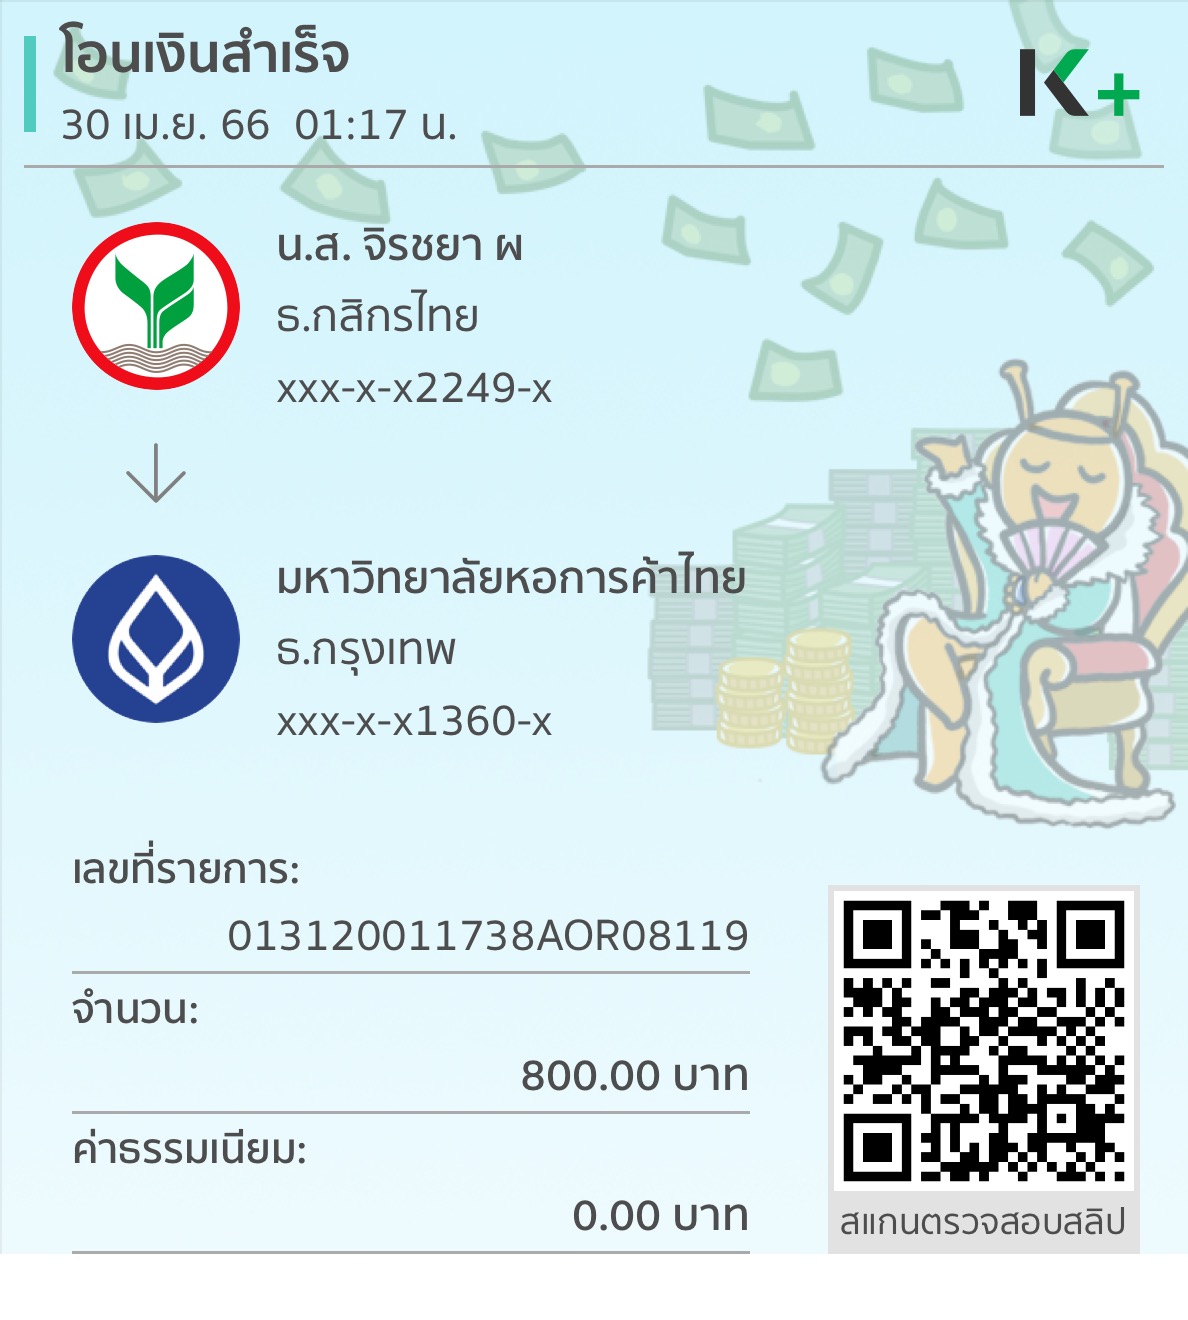 โอนเงินสำเร็จ
30 เม.ย. 66 01:17 น.
K+
น.ส. จิรชยา ผ
ธ.กสิกรไทย
xxx-x-x2249-x
มหาวิทยาลัยหอการค้าไทย
ธ.กรุงเทพ
xxx-x-x1360-x
เลขที่รายการ:
013120011738AOR08119
จำนวน:
800.00 บาท
ค่าธรรมเนียม:
0.00 บาท
สแกนตรวจสอบสลิป